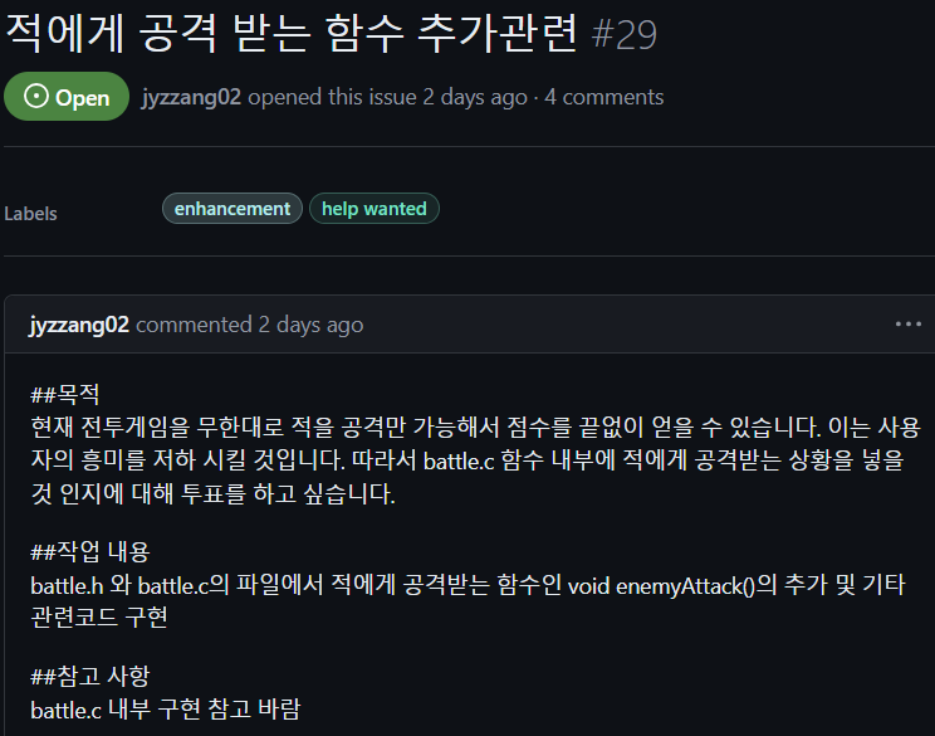 적에게 공격 받는 함수 추가관련 #29
Open jyzzang02 opened this issue 2 days ago · 4 comments
Labels enhancement help wanted
jyzzang02 commented 2 days ago
##목적
현재 전투게임을 무한대로 적을 공격만 가능해서 점수를 끝없이 얻을 수 있습니다. 이는 사용
자의 흥미를 저하 시킬 것입니다. 따라서 battle.c 함수 내부에 적에게 공격받는 상황을 넣을
것 인지에 대해 투표를 하고 싶습니다.
##작업 내용
battle.h 와 battle.c의 파일에서 적에게 공격받는 함수인 void enemyAttack()의 추가 및 기타
관련코드 구현
##참고 사항
battle.c 내부 구현 참고 바람